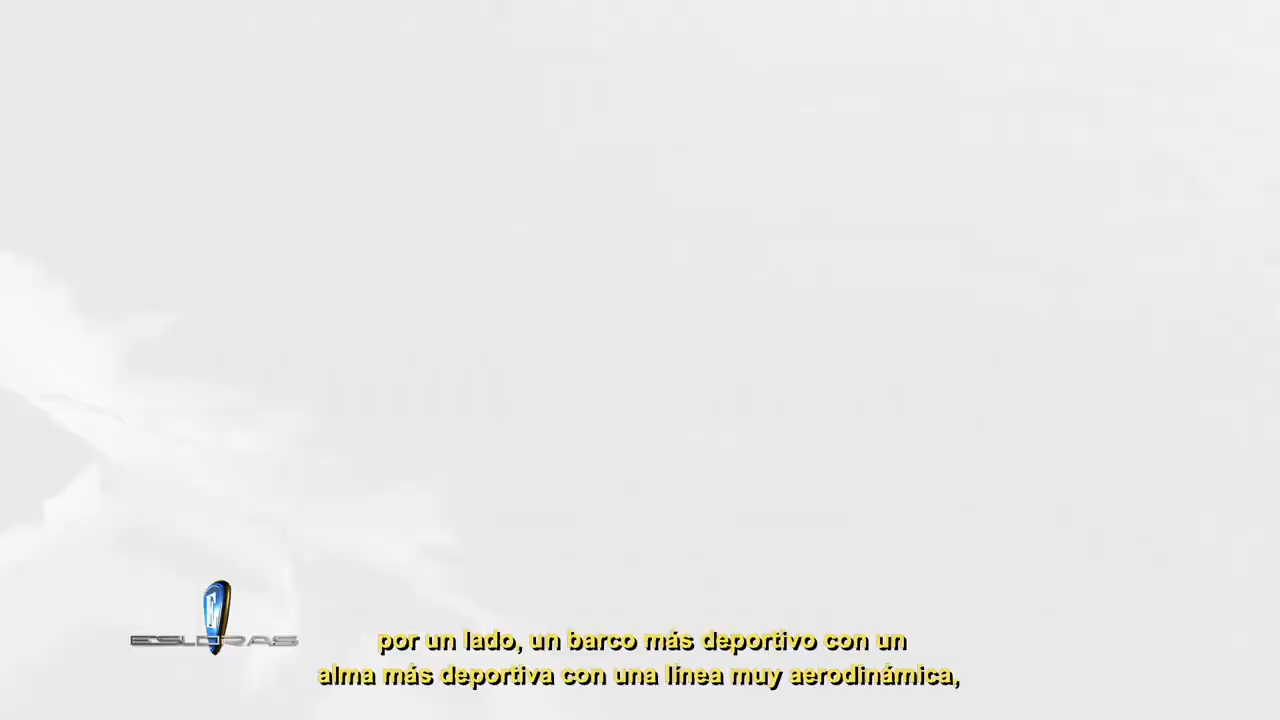 ESLORAS
por un lado, un barco más deportivo con un
alma más deportiva con una línea muy aerodinámica,